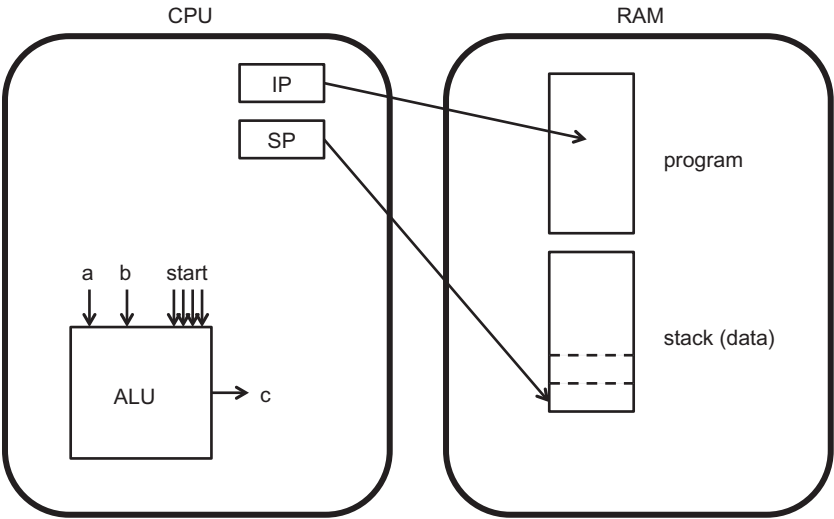 CPU
RAM
IP
SP
program
a b start
stack (data)
ALU
c